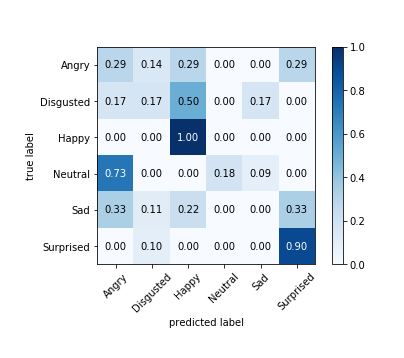 Angry 0.29 0.14 0.29 0.00 0.00 0.29
Disgusted 0.17 0.17 0.50 0.00 0.17 0.00
Happy 0.00 0.00 1.00 0.00 0.00 0.00
Neutral 0.73 0.00 0.00 0.18 0.09 0.00
Sad 0.33 0.11 0.22 0.00 0.00 0.33
Surprised 0.00 0.10 0.00 0.00 0.00 0.90
true label
Angry Disgusted Happy Neutral Sad Surprised
predicted label
1.0
0.8
0.6
0.4
0.2
0.0